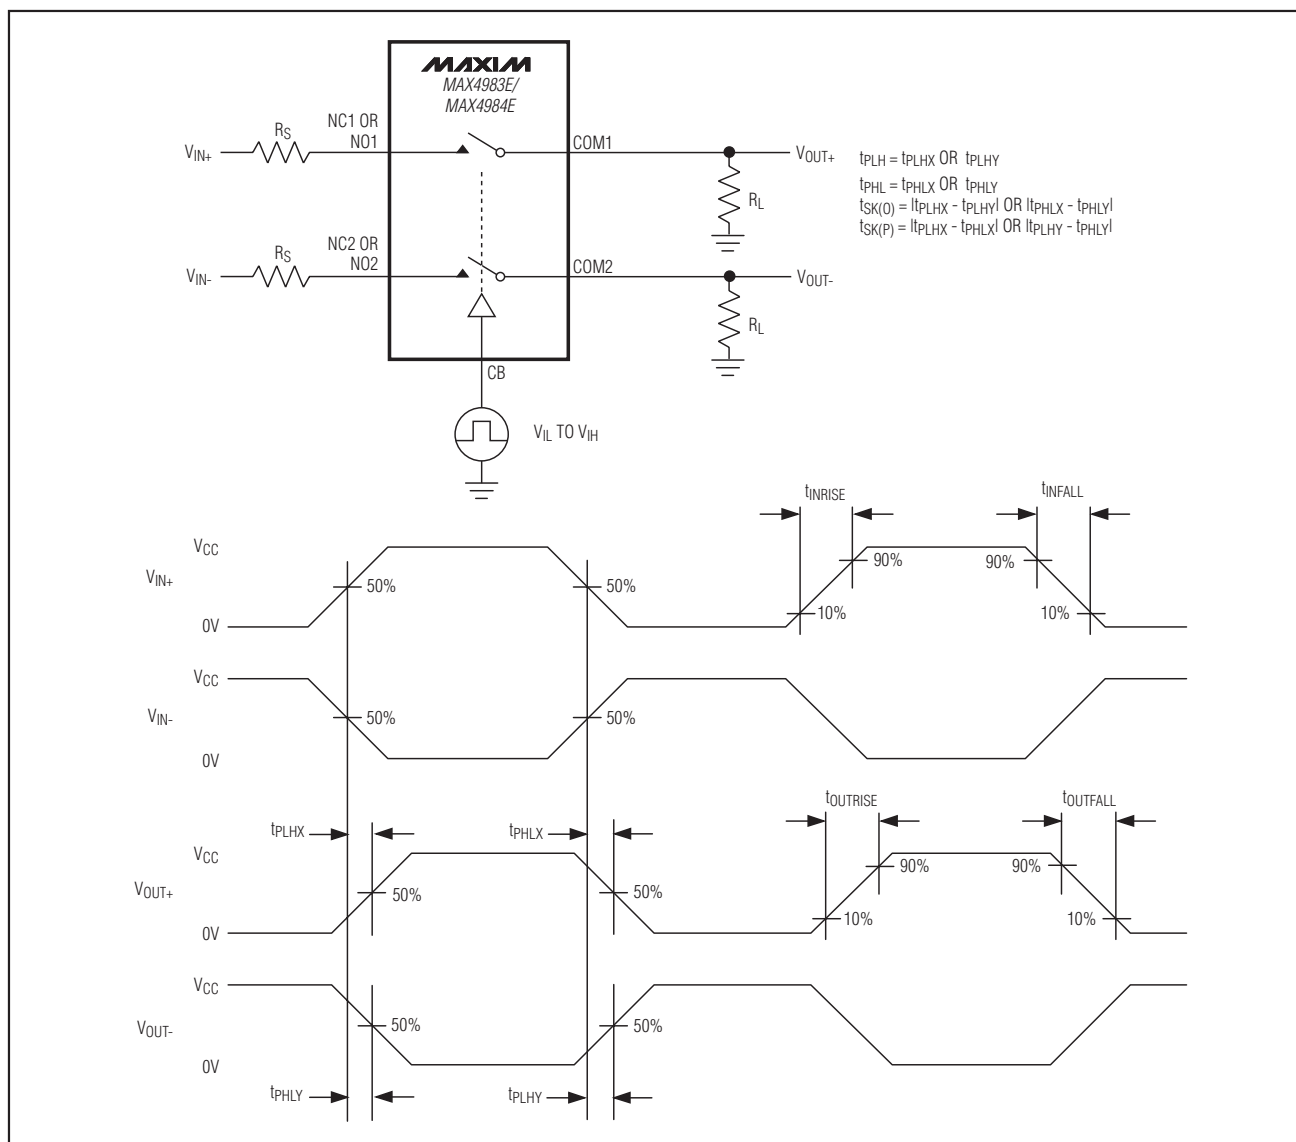 MAXIM
MAX4983E/
MAX4984E
NC1 OR
NO1
RS
VIN+
COM1
VOUT+
RL
tPLH = tPLHX OR tPLHY
tPHL = tPHLX OR tPHLY
tSK(O) = |tPLHX - tPLHY| OR |tPHLX - tPHLY|
tSK(P) = |tPLHX - tPHLX| OR |tPLHY - tPHLY|
NC2 OR
NO2
RS
VIN-
COM2
VOUT-
RL
CB
VIL TO VIH
tINRISE
tINFALL
VCC
VIN+
0V
50%
50%
90%
10%
90%
10%
VCC
VIN-
0V
50%
50%
tPLHX
tPHLX
tOUTRISE
tOUTFALL
VCC
VOUT+
0V
50%
50%
90%
10%
90%
10%
VCC
VOUT-
0V
50%
50%
tPHLY
tPLHY